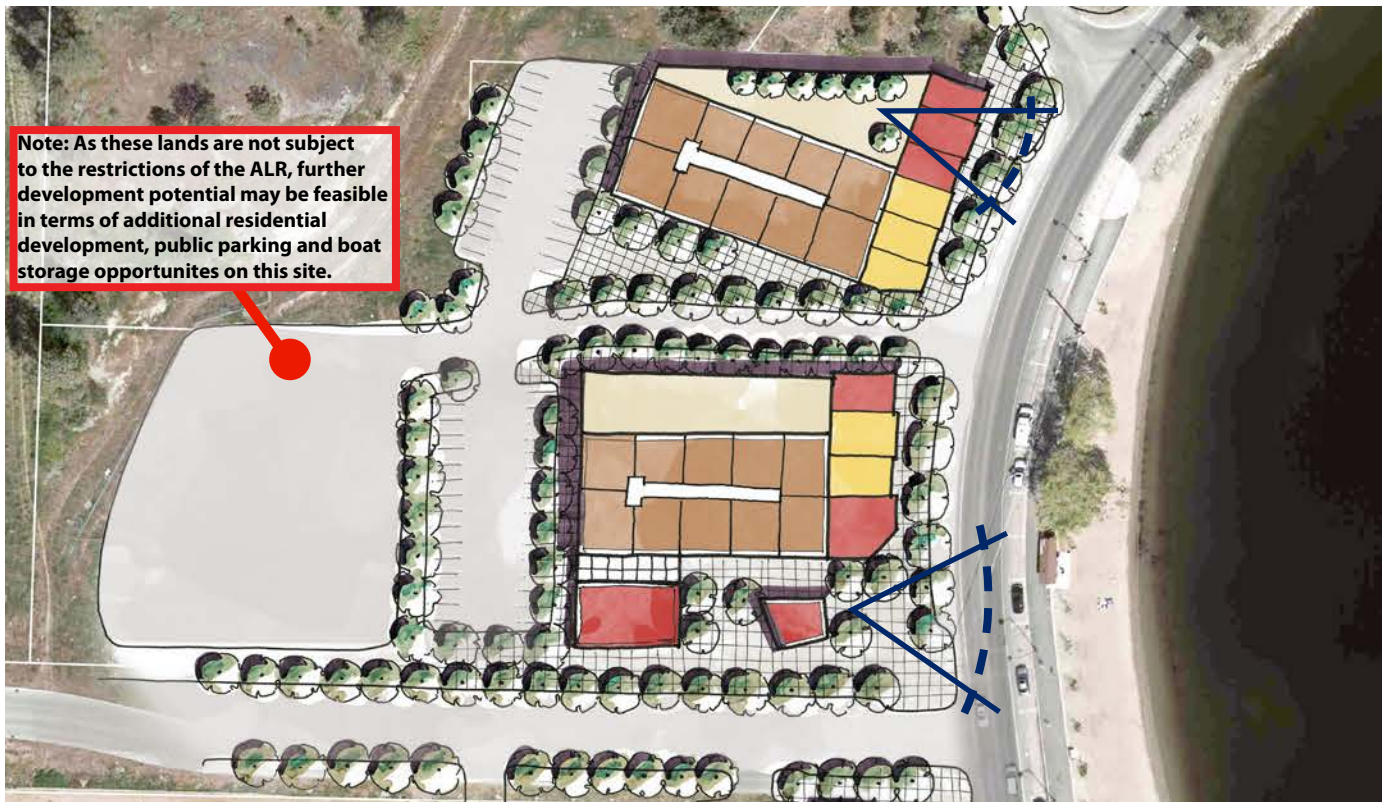 Note: As these lands are not subject
to the restrictions of the ALR, further
development potential may be feasible
in terms of additional residential
development, public parking and boat
storage opportunites on this site.